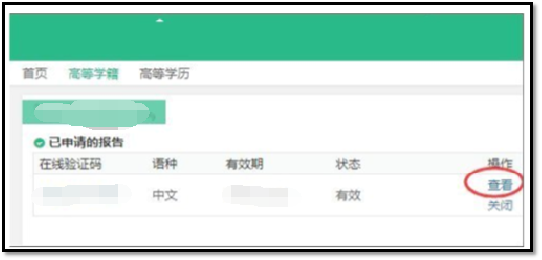 首页 高等学籍 高等学历
已申请的报告
在线验证码 语种 有效期 状态 操作
中文 有效 查看
关闭